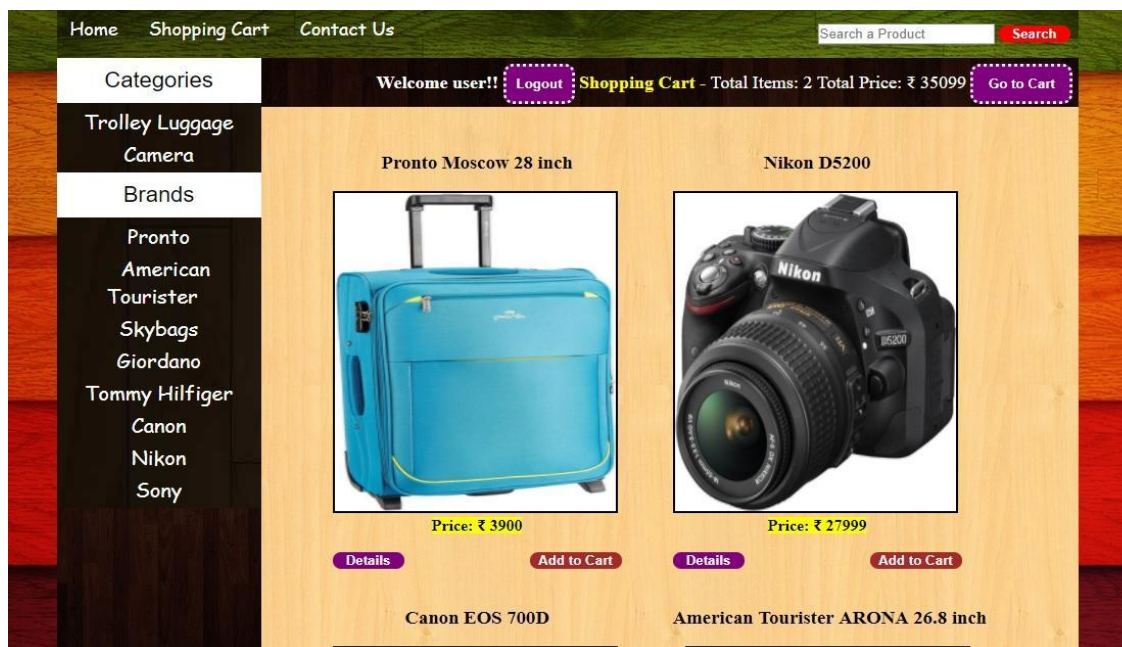 Home Shopping Cart Contact Us
Search a Product Search
Categories
Welcome user!! Logout Shopping Cart - Total Items: 2 Total Price: ₹ 35099 Go to Cart
Trolley Luggage
Camera
Brands
Pronto
American
Tourister
Skybags
Giordano
Tommy Hilfiger
Canon
Nikon
Sony
Pronto Moscow 28 inch
Nikon D5200
Nikon
D5200
Nikon
Price: ₹ 3900
Price: ₹ 27999
Details Add to Cart
Details Add to Cart
Canon EOS 700D
American Tourister ARONA 26.8 inch